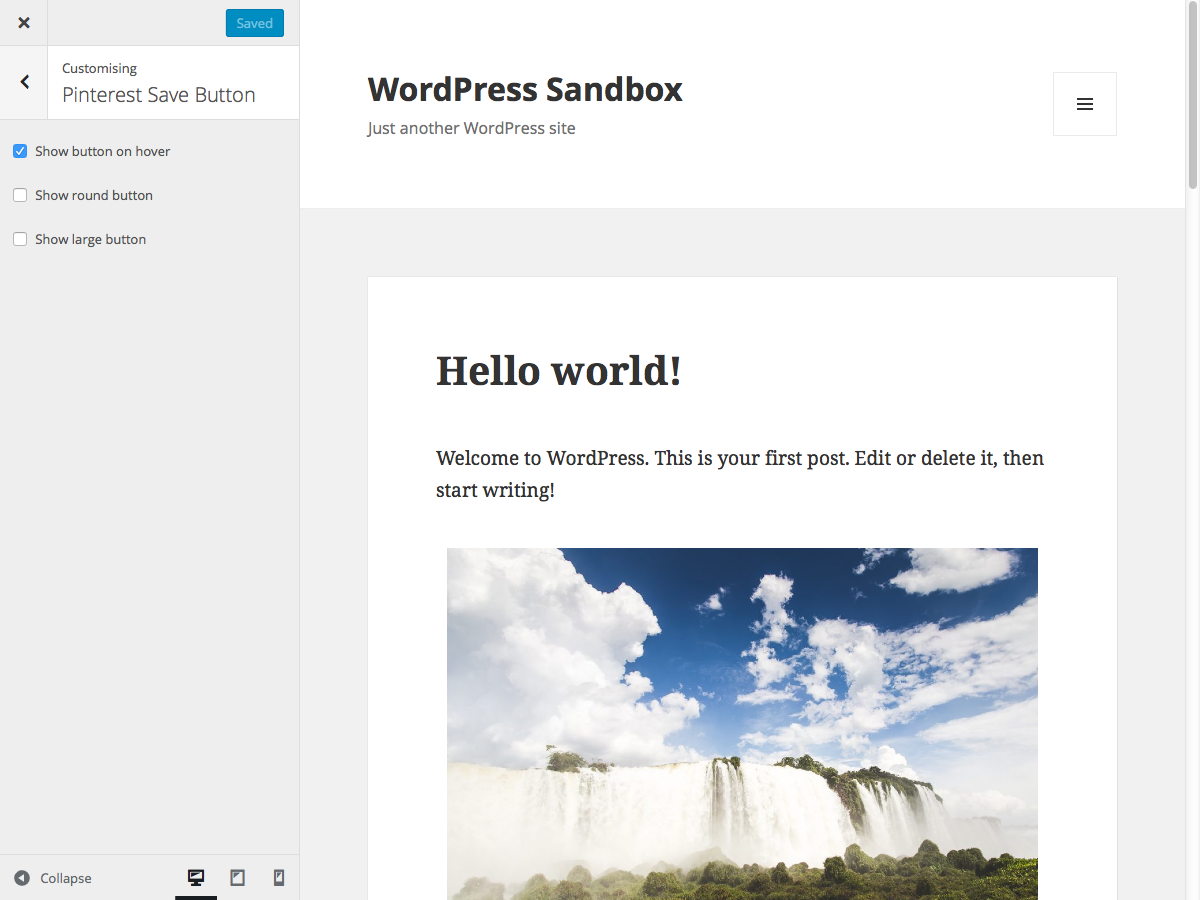 Saved
Customising
Pinterest Save Button
Show button on hover
Show round button
Show large button
Collapse
WordPress Sandbox
Just another WordPress site
Hello world!
Welcome to WordPress. This is your first post. Edit or delete it, then
start writing!